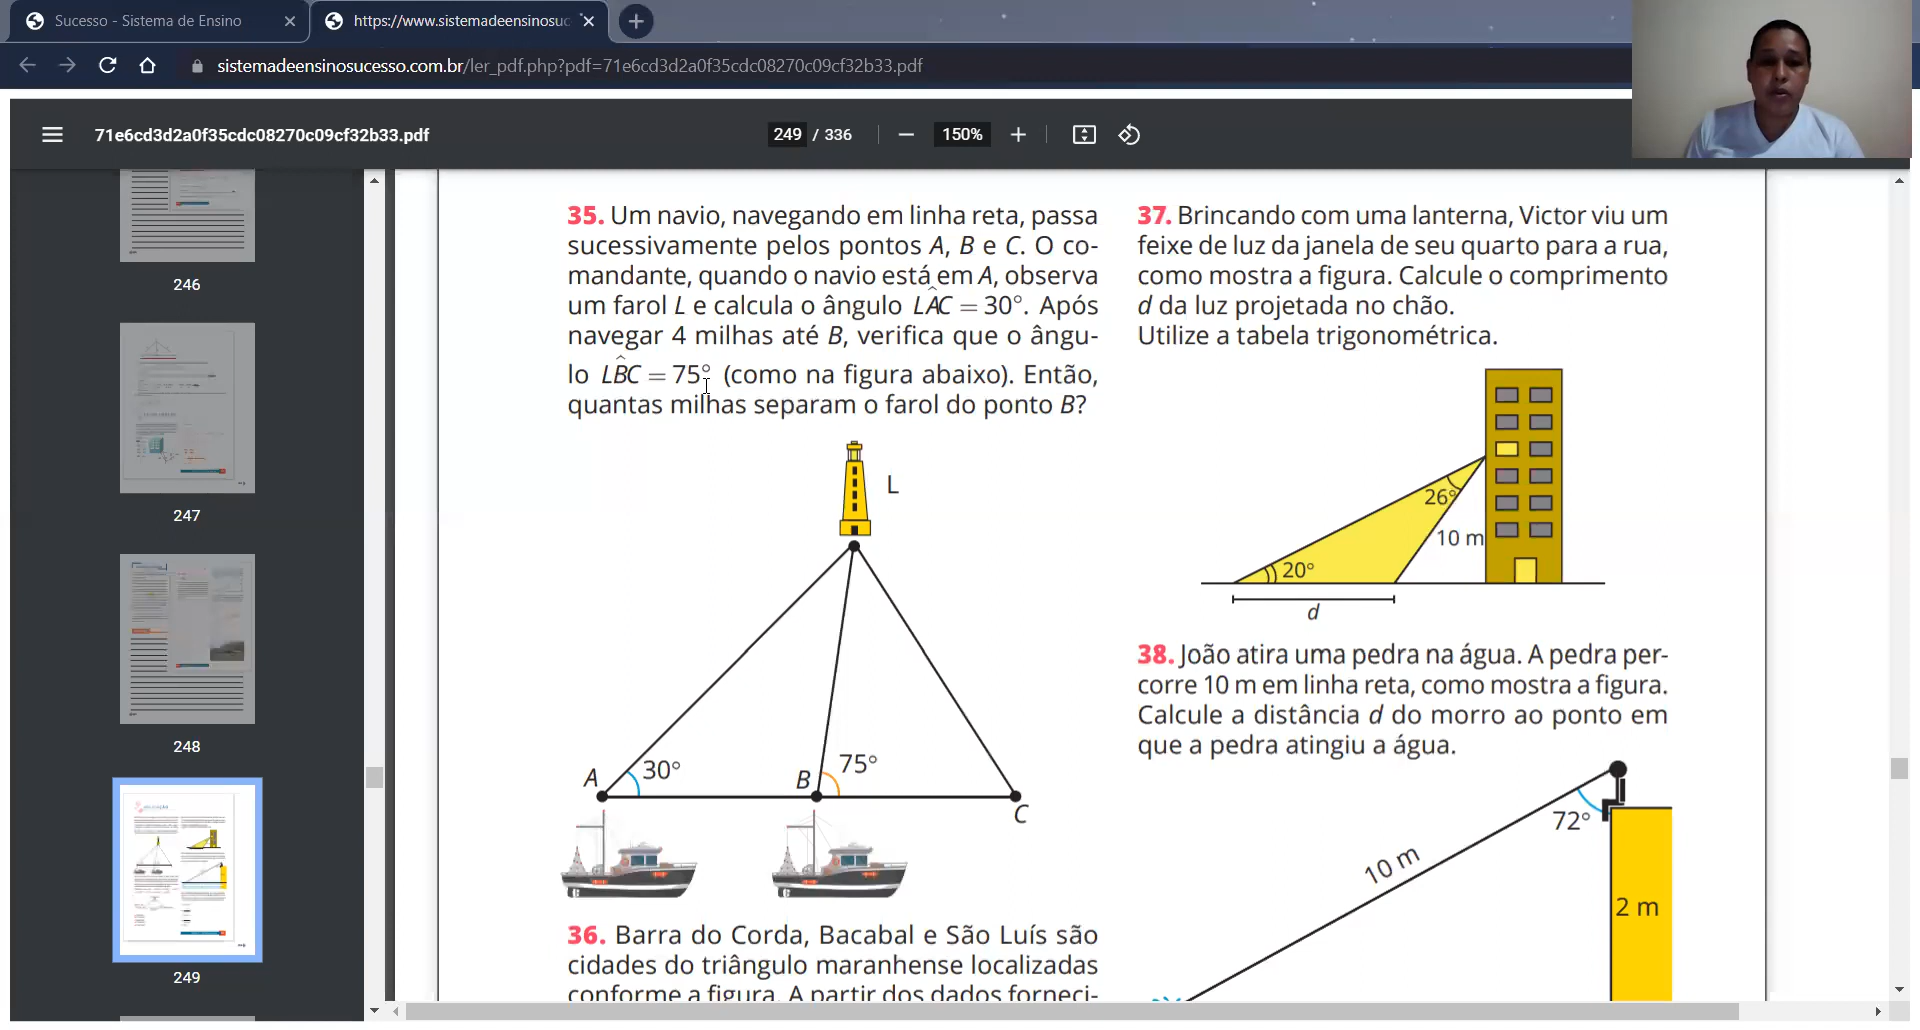 Sucesso - Sistema de Ensino
https://www.sistemadeensinosuc
sistemadeensinosucesso.com.br/ler_pdf.php?pdf=71e6cd3d2a0f35cdc08270c09cf32b33.pdf
71e6cd3d2a0f35cdc08270c09cf32b33.pdf
249 / 336
150%
246
247
248
249
35. Um navio, navegando em linha reta, passa
sucessivamente pelos pontos A, B e C. O co-
mandante, quando o navio está em A, observa
um farol L e calcula o ângulo LÂC = 30°. Após
navegar 4 milhas até B, verifica que o ângu-
lo LB̂C = 75° (como na figura abaixo). Então,
quantas milhas separam o farol do ponto B?
L
A
30°
B
75°
C
36. Barra do Corda, Bacabal e São Luís são
cidades do triângulo maranhense localizadas
conforme a figura. A partir dos dados forneci-
37. Brincando com uma lanterna, Victor viu um
feixe de luz da janela de seu quarto para a rua,
como mostra a figura. Calcule o comprimento
d da luz projetada no chão.
Utilize a tabela trigonométrica.
26°
10 m
20°
d
38. João atira uma pedra na água. A pedra per-
corre 10 m em linha reta, como mostra a figura.
Calcule a distância d do morro ao ponto em
que a pedra atingiu a água.
72°
10 m
2 m